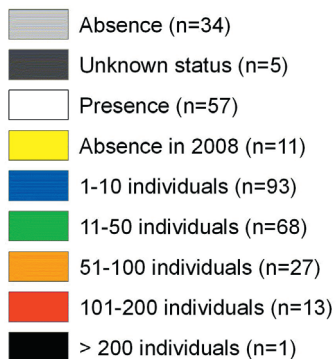 Absence (n=34)
Unknown status (n=5)
Presence (n=57)
Absence in 2008 (n=11)
1-10 individuals (n=93)
11-50 individuals (n=68)
51-100 individuals (n=27)
101-200 individuals (n=13)
> 200 individuals (n=1)